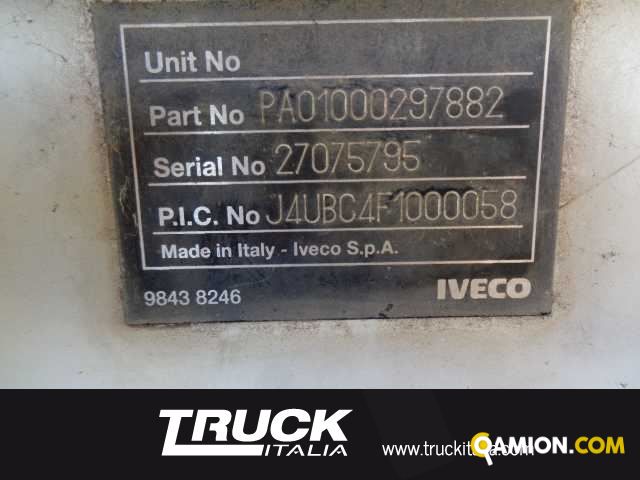 Unit No
Part No PA01000297882
Serial No 27075795
P.I.C. No J4UBC4F1000058
Made in Italy - Iveco S.p.A.
9843 8246 IVECO
TRUCK
ITALIA
QAMION.COM